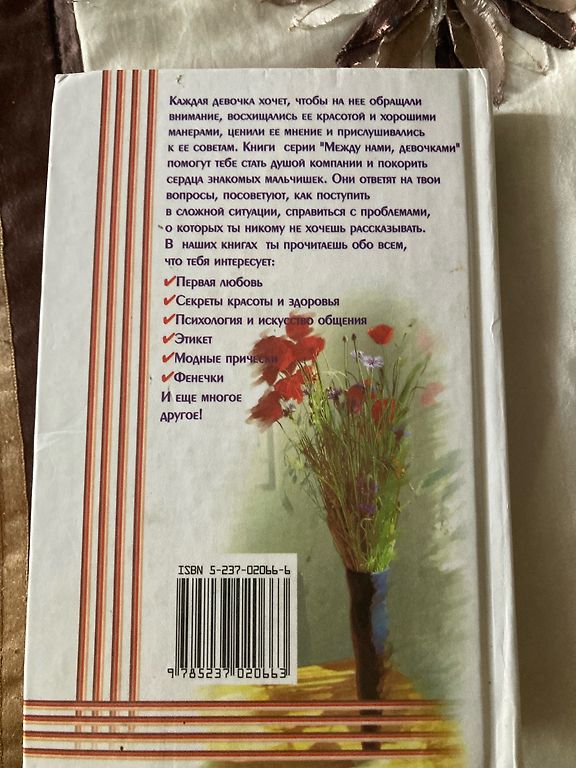 Каждая девочка хочет, чтобы на нее обращали
внимание, восхищались ее красотой и хорошими
манерами, ценили ее мнение и прислушивались
к ее советам. Книги серии "Между нами, девочками"
помогут тебе стать душой компании и покорить
сердца знакомых мальчишек. Они ответят на твои
вопросы, посоветуют, как поступить
в сложной ситуации, справиться с проблемами,
о которых ты никому не хочешь рассказывать.
В наших книгах ты прочитаешь обо всем,
что тебя интересует:
✔Первая любовь
✔Секреты красоты и здоровья
✔Психология и искусство общения
✔Этикет
✔Модные прически
✔Фенечки
И еще многое
другое!
ISBN 5-237-02066-6
9 785237 020663